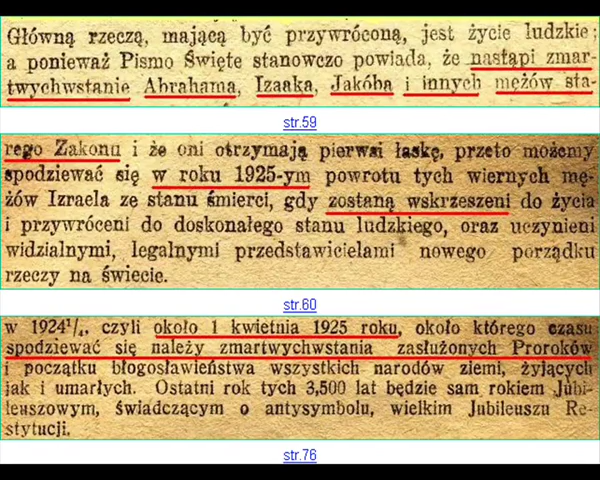 Główną rzeczą, mającą być przywróconą, jest życie ludzkie;
a ponieważ Pismo Święte stanowczo powiada, że nastąpi zmar-
twychwstanie Abrahama, Izaaka, Jakóba i innych mężów sta-
str.59
rego Zakonu i że oni otrzymają pierwsi łaskę, przeto możemy
spodziewać się w roku 1925-ym powrotu tych wiernych mę-
żów Izraela ze stanu śmierci, gdy zostaną wskrzeszeni do życia
i przywróceni do doskonałego stanu ludzkiego, oraz uczynieni
widzialnymi, legalnymi przedstawicielami nowego porządku
rzeczy na świecie.
str.60
w 1924¹/₄, czyli około 1 kwietnia 1925 roku, około którego czasu
spodziewać się należy zmartwychwstania zasłużonych Proroków
i początku błogosławieństwa wszystkich narodów ziemi, żyjących
jak i umarłych. Ostatni rok tych 3,500 lat będzie sam rokiem Jubi-
leuszowym, świadczącym o antysymbolu, wielkim Jubileuszu Re-
stytucji.
str.76